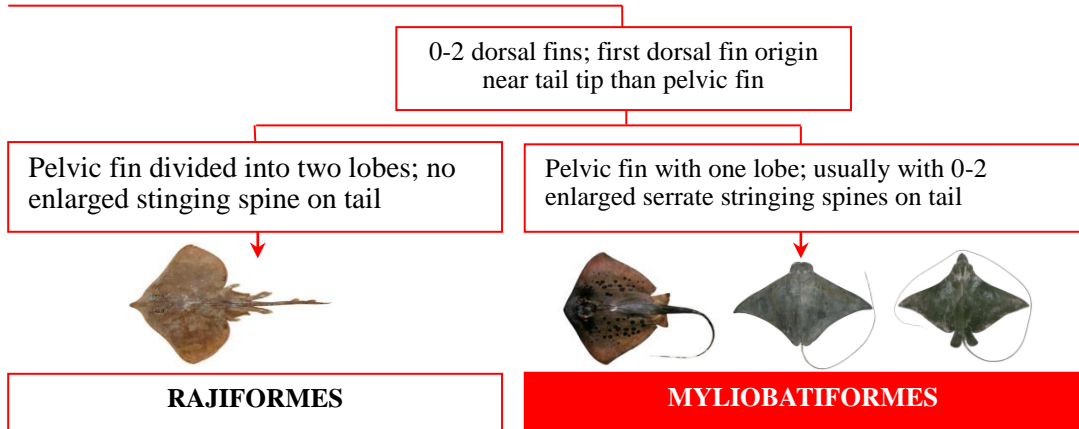 0-2 dorsal fins; first dorsal fin origin
near tail tip than pelvic fin
Pelvic fin divided into two lobes; no
enlarged stinging spine on tail
Pelvic fin with one lobe; usually with 0-2
enlarged serrate stringing spines on tail
RAJIFORMES
MYLIOBATIFORMES